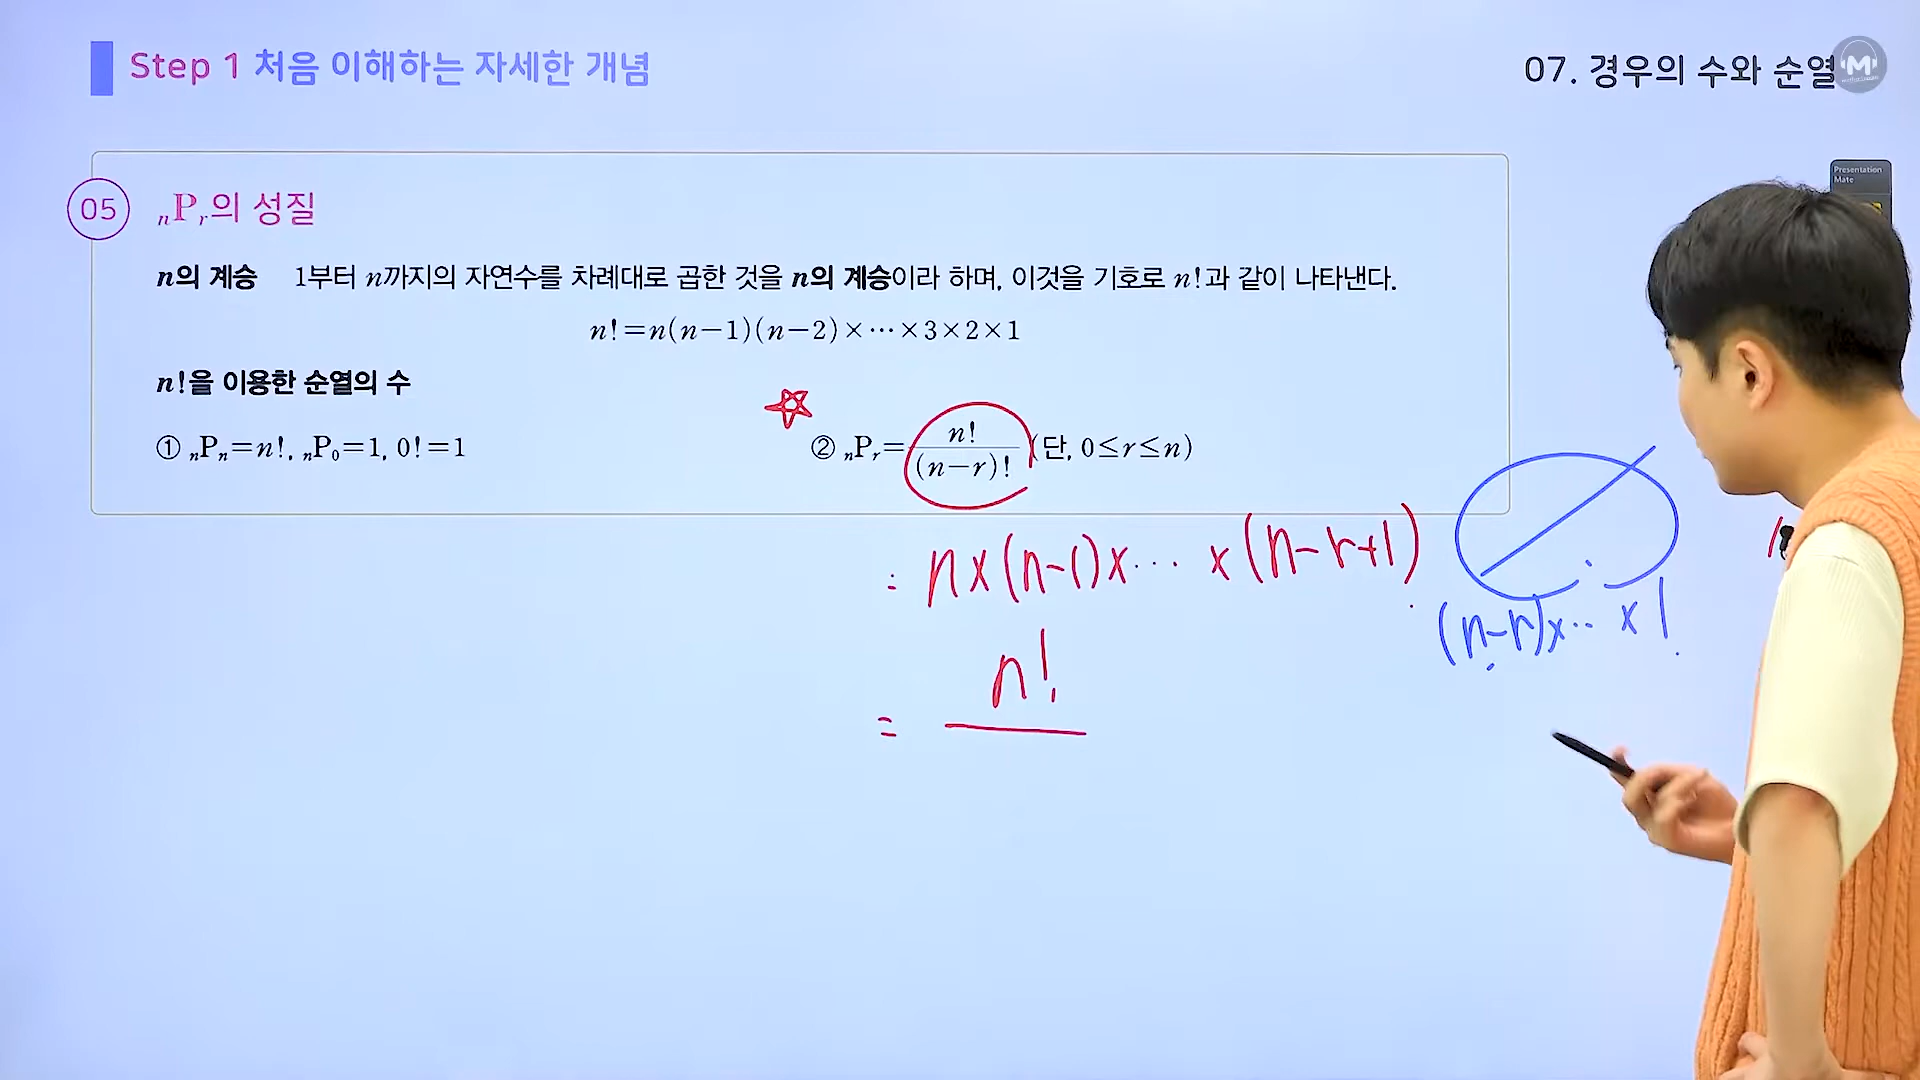 Step 1 처음 이해하는 자세한 개념
07. 경우의 수와 순열
M
Presentation Mate
05 nPr의 성질
n의 계승 1부터 n까지의 자연수를 차례대로 곱한 것을 n의 계승이라 하며, 이것을 기호로 n!과 같이 나타낸다.
n!=n(n-1)(n-2)×⋯×3×2×1
n!을 이용한 순열의 수
① nPn=n!, nP0=1, 0!=1
② nPr=n!/(n-r)! (단, 0≤r≤n)
: n×(n-1)×⋯ ×(n-r+1)
(n-r)×‥ ×1
= n!